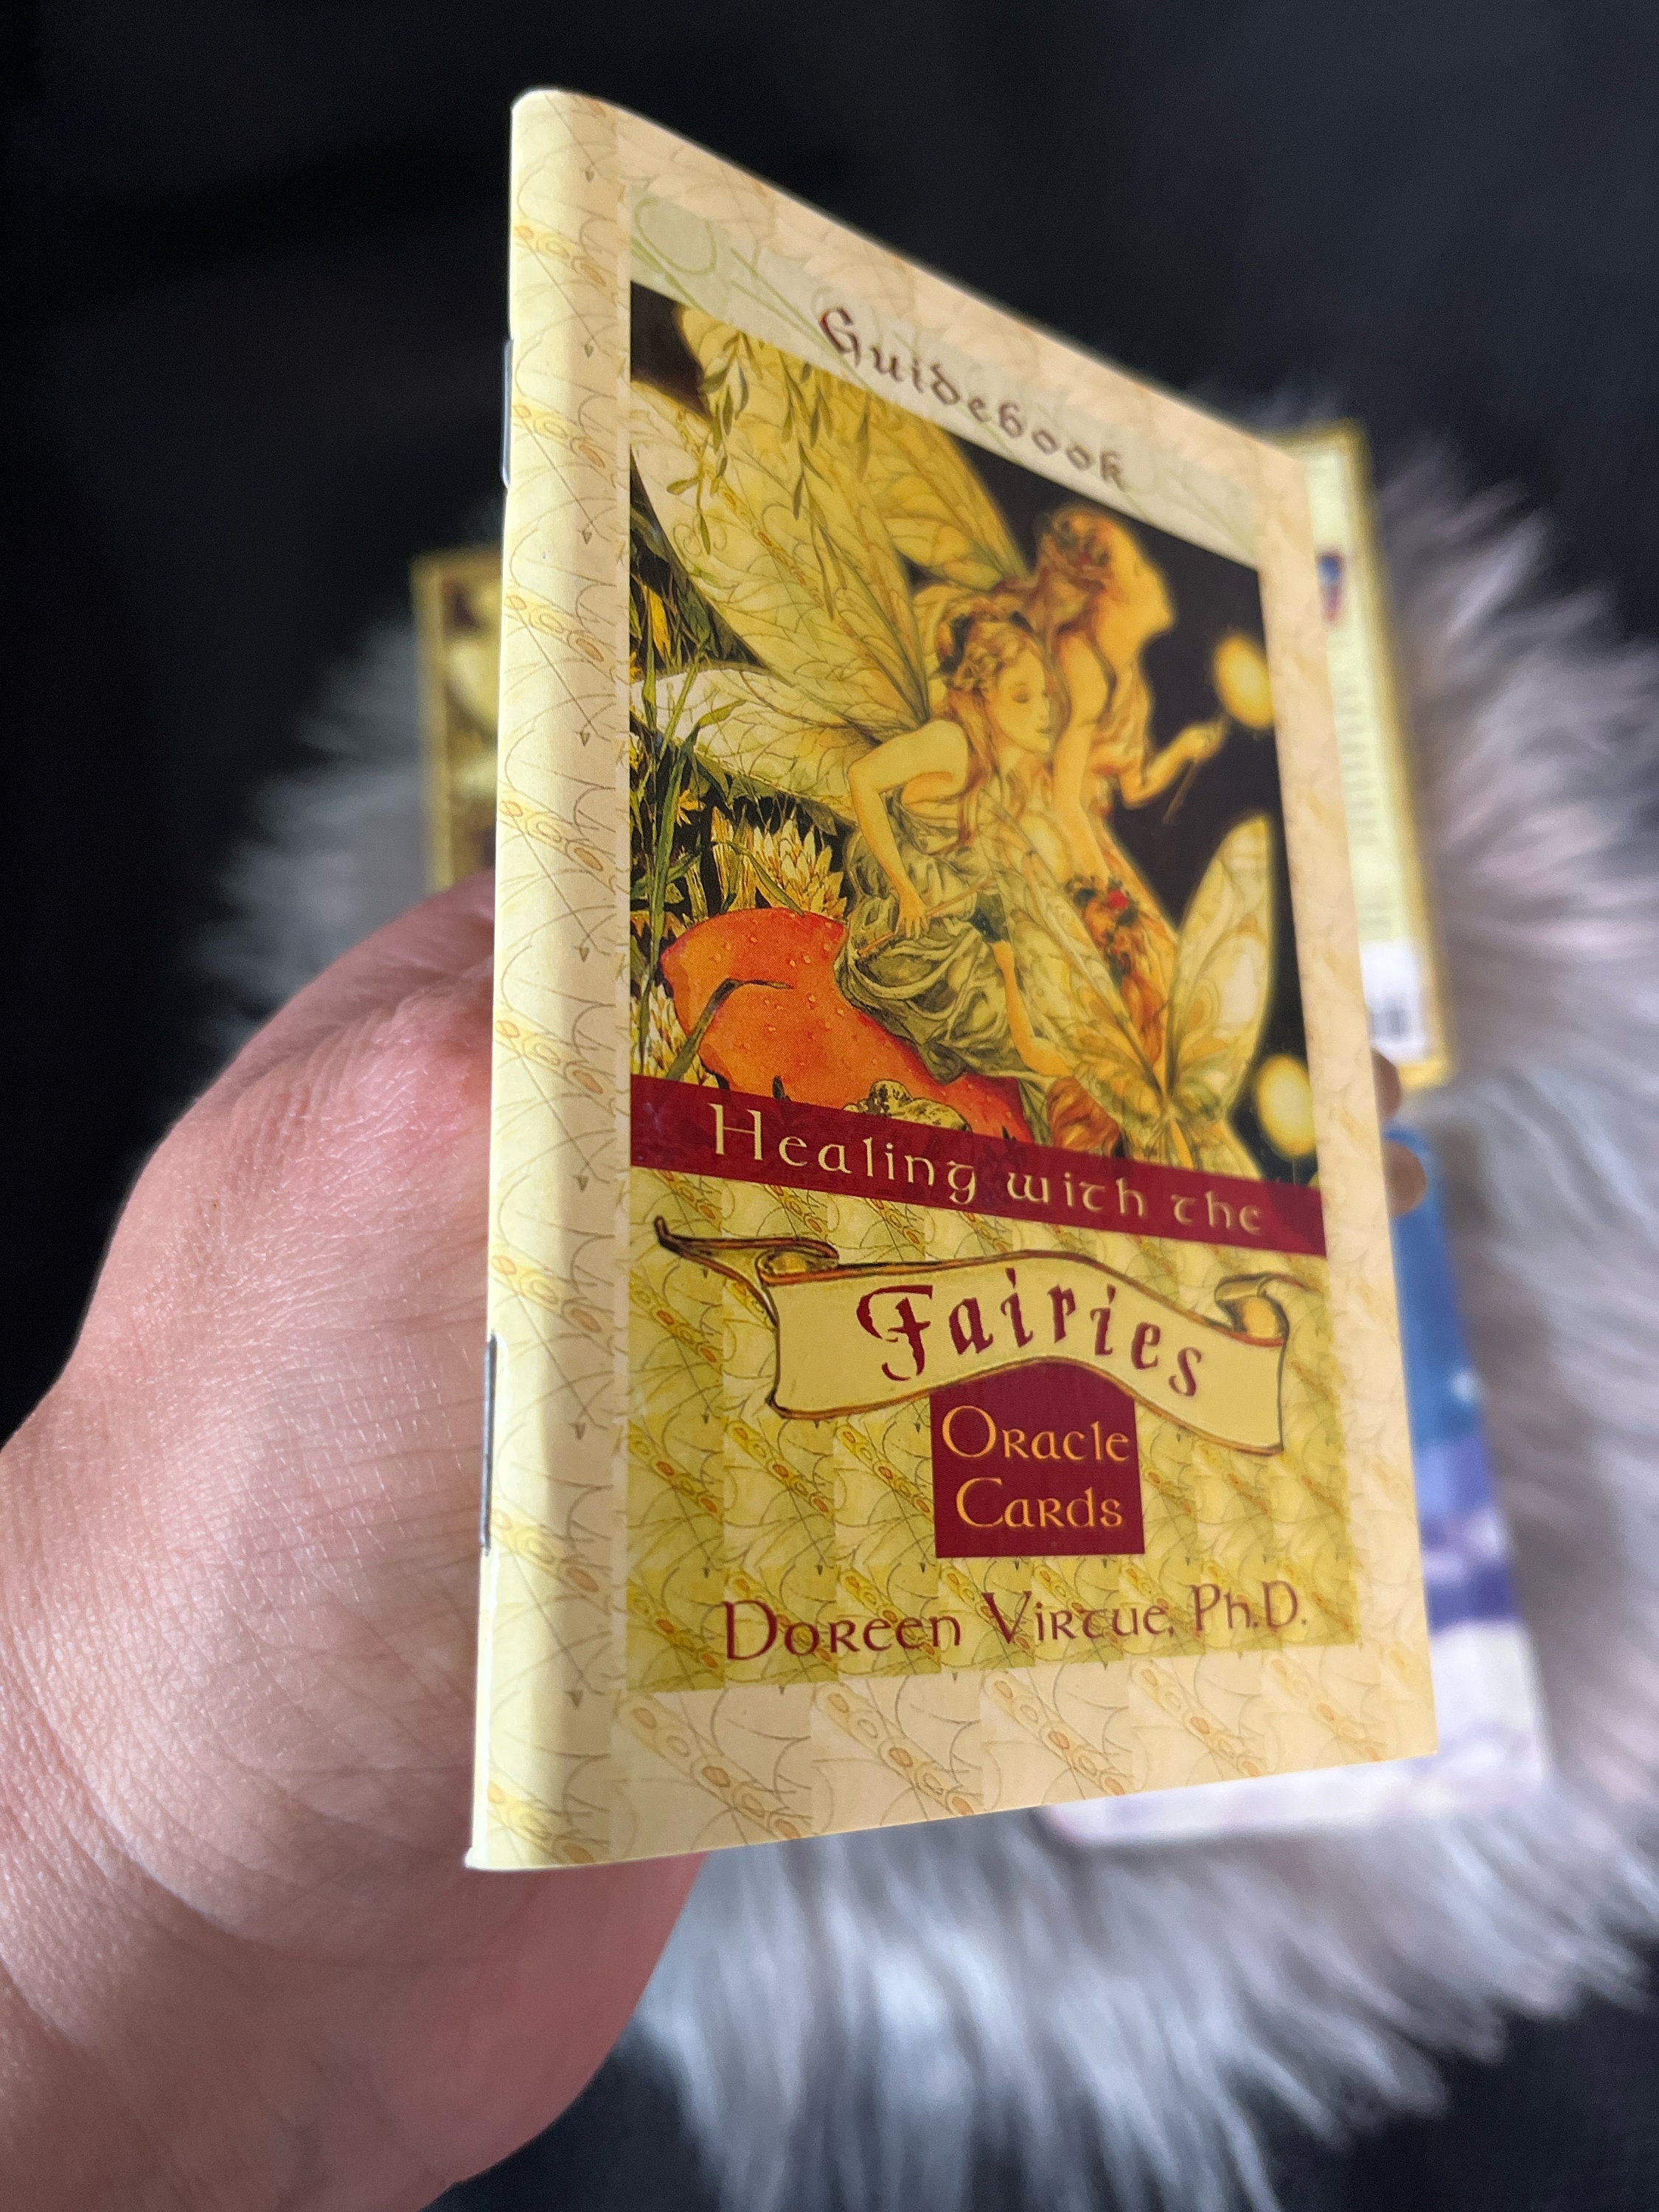 Guidebook
Healing with the
Fairies
Oracle
Cards
Doreen Virtue, Ph.D.